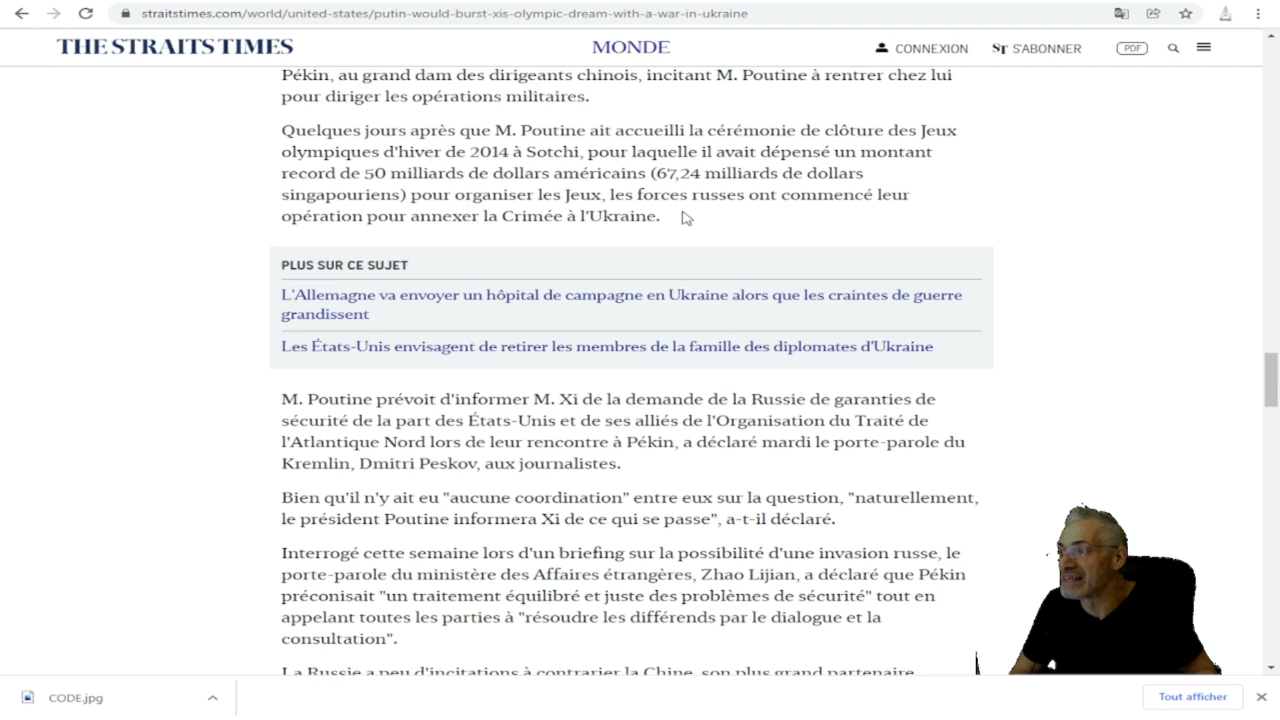 straitstimes.com/world/united-states/putin-would-burst-xis-olympic-dream-with-a-war-in-ukraine
THE STRAITS TIMES
MONDE
CONNEXION
ST S'ABONNER
PDF
Pékin, au grand dam des dirigeants chinois, incitant M. Poutine à rentrer chez lui
pour diriger les opérations militaires.
Quelques jours après que M. Poutine ait accueilli la cérémonie de clôture des Jeux
olympiques d'hiver de 2014 à Sotchi, pour laquelle il avait dépensé un montant
record de 50 milliards de dollars américains (67,24 milliards de dollars
singapouriens) pour organiser les Jeux, les forces russes ont commencé leur
opération pour annexer la Crimée à l'Ukraine.
PLUS SUR CE SUJET
L'Allemagne va envoyer un hôpital de campagne en Ukraine alors que les craintes de guerre
grandissent
Les États-Unis envisagent de retirer les membres de la famille des diplomates d'Ukraine
M. Poutine prévoit d'informer M. Xi de la demande de la Russie de garanties de
sécurité de la part des États-Unis et de ses alliés de l'Organisation du Traité de
l'Atlantique Nord lors de leur rencontre à Pékin, a déclaré mardi le porte-parole du
Kremlin, Dmitri Peskov, aux journalistes.
Bien qu'il n'y ait eu "aucune coordination" entre eux sur la question, "naturellement,
le président Poutine informera Xi de ce qui se passe", a-t-il déclaré.
Interrogé cette semaine lors d'un briefing sur la possibilité d'une invasion russe, le
porte-parole du ministère des Affaires étrangères, Zhao Lijian, a déclaré que Pékin
préconisait "un traitement équilibré et juste des problèmes de sécurité" tout en
appelant toutes les parties à "résoudre les différends par le dialogue et la
consultation".
La Russie a peu d'incitations à contrarier la Chine, son plus grand partenaire
CODE.jpg
Tout afficher